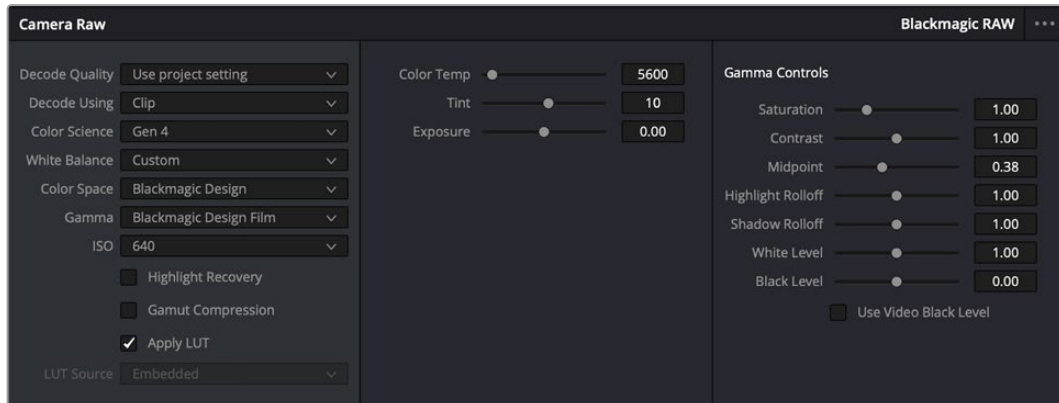 Camera Raw
Blackmagic RAW
Decode Quality Use project setting
Decode Using Clip
Color Science Gen 4
White Balance Custom
Color Space Blackmagic Design
Gamma Blackmagic Design Film
ISO 640
Highlight Recovery
Gamut Compression
Apply LUT
LUT Source Embedded
Color Temp 5600
Tint 10
Exposure 0.00
Gamma Controls
Saturation 1.00
Contrast 1.00
Midpoint 0.38
Highlight Rolloff 1.00
Shadow Rolloff 1.00
White Level 1.00
Black Level 0.00
Use Video Black Level